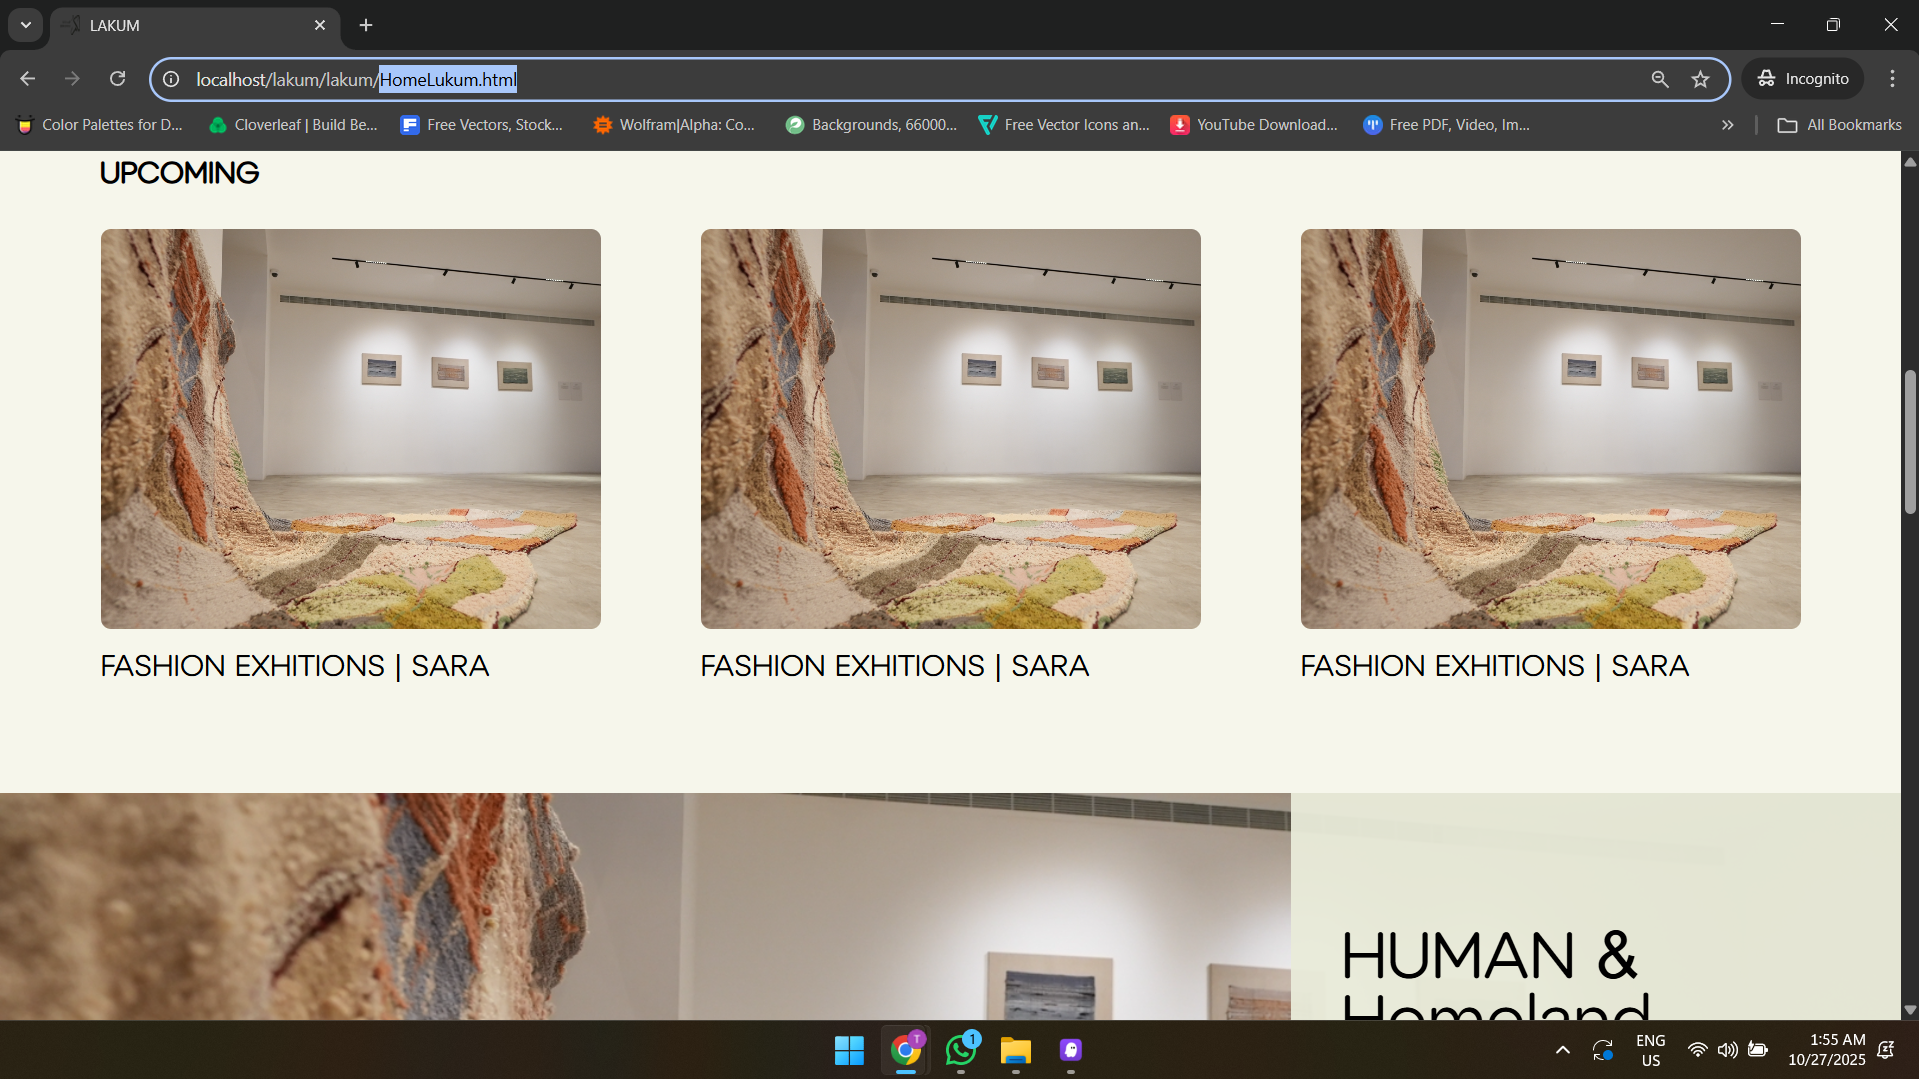 LAKUM
localhost/lakum/lakum/HomeLukum.html
Incognito
Color Palettes for D...
Cloverleaf | Build Be...
Free Vectors, Stock...
Wolfram|Alpha: Co...
Backgrounds, 66000...
Free Vector Icons an...
YouTube Download...
Free PDF, Video, Im...
All Bookmarks
UPCOMING
FASHION EXHITIONS | SARA
FASHION EXHITIONS | SARA
FASHION EXHITIONS | SARA
HUMAN &
Homeland
T
1
ENG
US
1:55 AM
10/27/2025